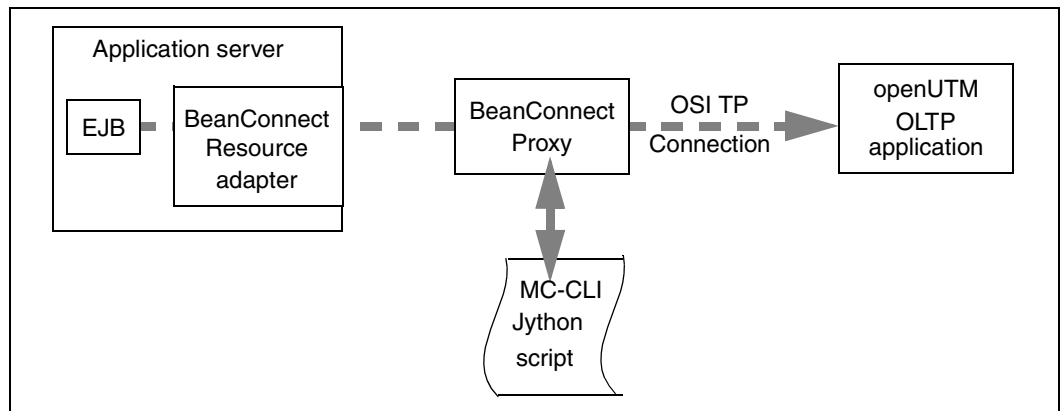 Application server
EJB
BeanConnect
Resource
adapter
BeanConnect
Proxy
OSI TP
Connection
openUTM
OLTP
application
MC-CLI
Jython
script